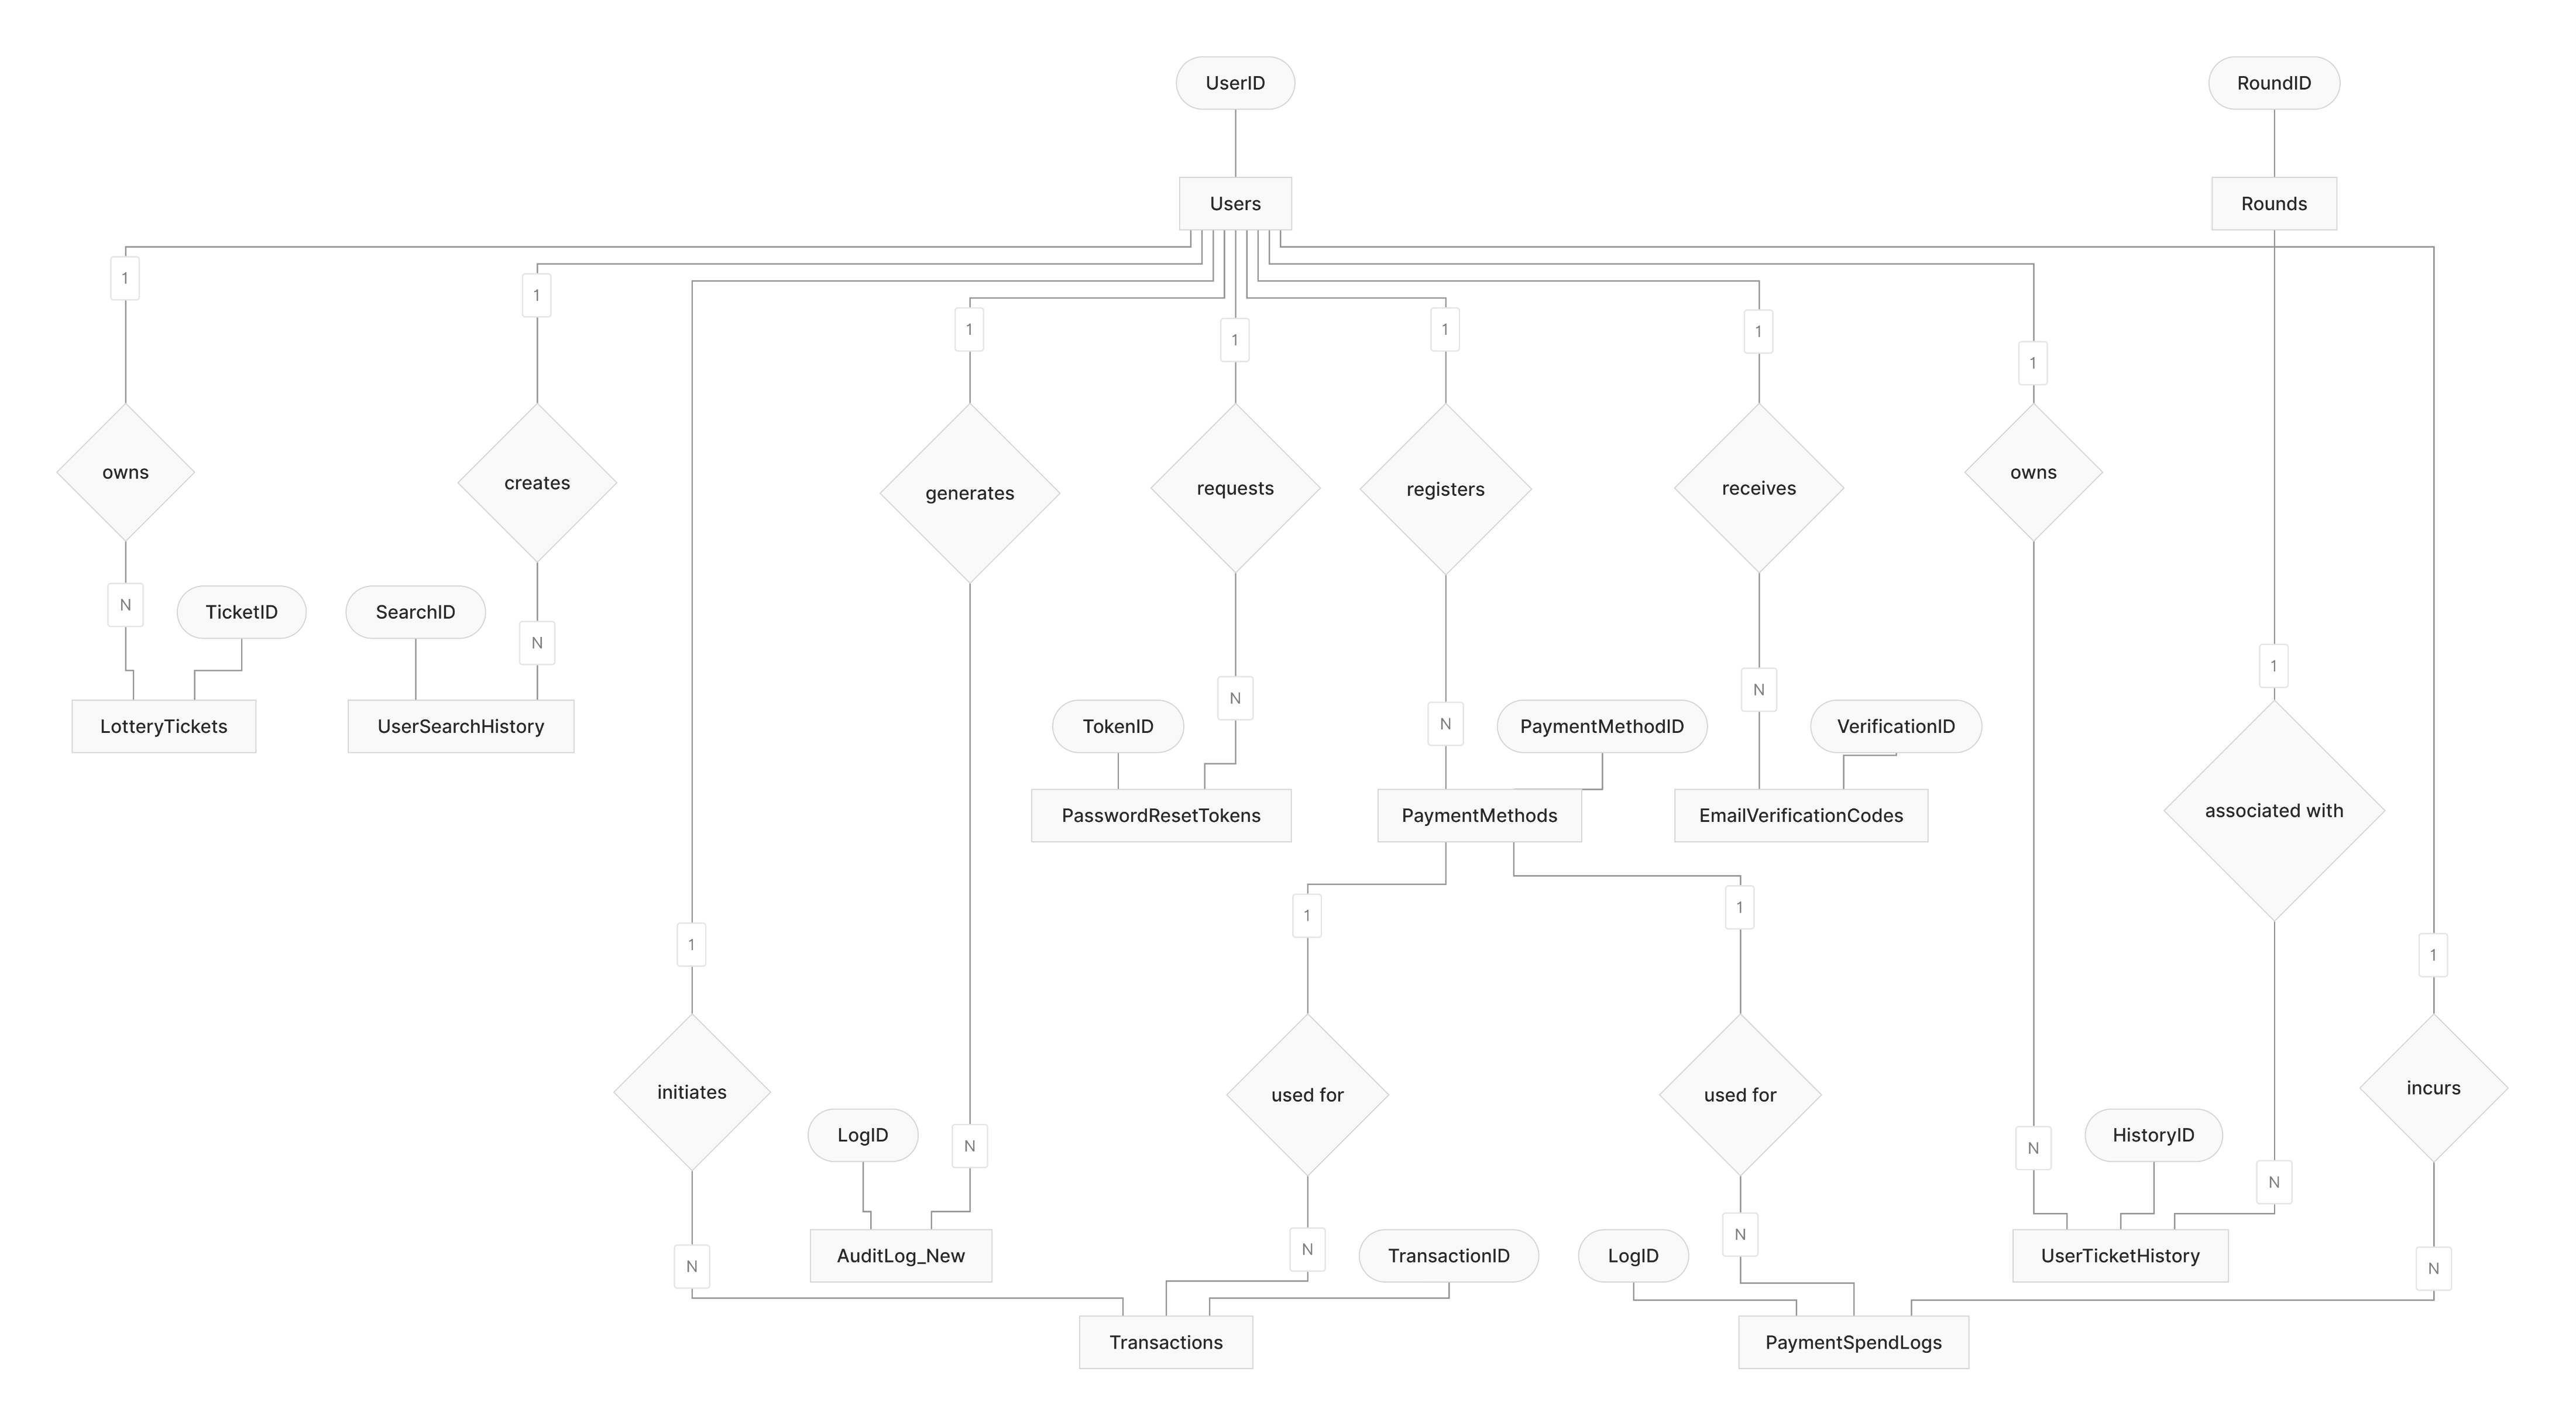 UserID
RoundID
Users
Rounds
1
1
1
1
1
1
1
1
owns
creates
generates
requests
registers
receives
owns
N
TicketID
SearchID
N
1
N
N
N
LotteryTickets
UserSearchHistory
TokenID
PaymentMethodID
VerificationID
PasswordResetTokens
PaymentMethods
EmailVerificationCodes
associated with
1
1
1
1
initiates
used for
used for
incurs
LogID
N
N
HistoryID
N
N
N
N
N
N
AuditLog_New
TransactionID
LogID
UserTicketHistory
Transactions
PaymentSpendLogs